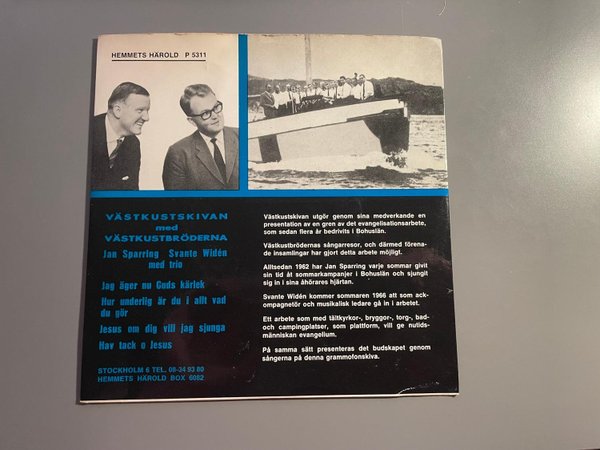 HEMMETS HÄROLD P 5311
VÄSTKUSTSKIVAN
med
VÄSTKUSTBRÖDERNA
Jan Sparring Svante Widén
med trio
Jag äger nu Guds kärlek
Hur underlig är du i allt vad
du gör
Jesus om dig vill jag sjunga
Hav tack o Jesus
STOCKHOLM 6 TEL. 08-34 93 80
HEMMETS HÄROLD BOX 6082
Västkustskivan utgör genom sina medverkande en
presentation av en gren av det evangelisationsarbete,
som sedan flera år bedrivits i Bohuslän.
Västkustbrödernas sångarresor, och därmed förena-
de insamlingar har gjort detta arbete möjligt.
Alltsedan 1962 har Jan Sparring varje sommar givit
sin tid åt sommarkampanjer i Bohuslän och sjungit
sig in i sina åhörares hjärtan.
Svante Widén kommer sommaren 1966 att som ack-
ompagnetör och musikalisk ledare gå in i arbetet.
Ett arbete som med tältkyrkor-, bryggor-, torg-, bad-
och campingplatser, som plattform, vill ge nutids-
människan evangelium.
På samma sätt presenteras det budskapet genom
sångerna på denna grammofonskiva.